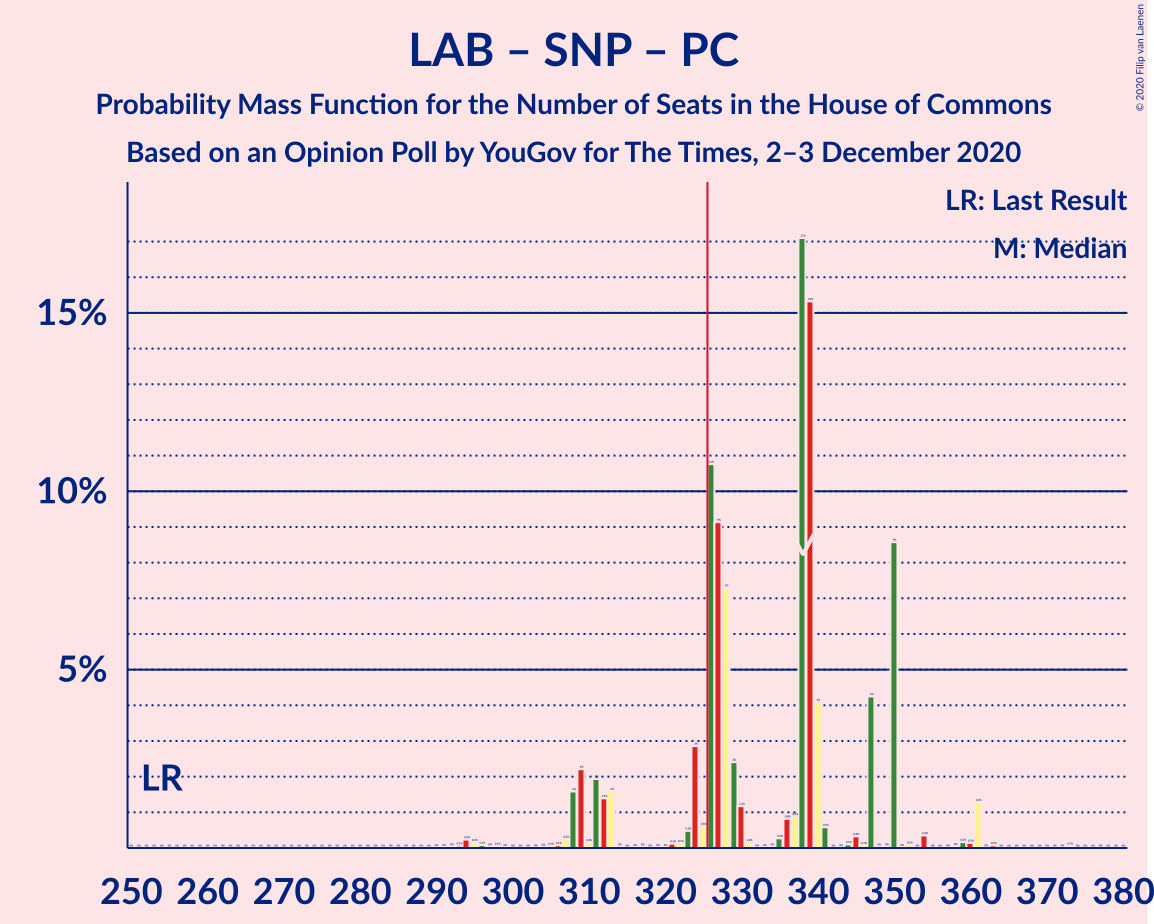 LAB – SNP – PC
Probability Mass Function for the Number of Seats in the House of Commons
Based on an Opinion Poll by YouGov for The Times, 2–3 December 2020
© 2020 Filip van Laenen
LR: Last Result
M: Median
15%
10%
5%
LR
250 260 270 280 290 300 310 320 330 340 350 360 370 380